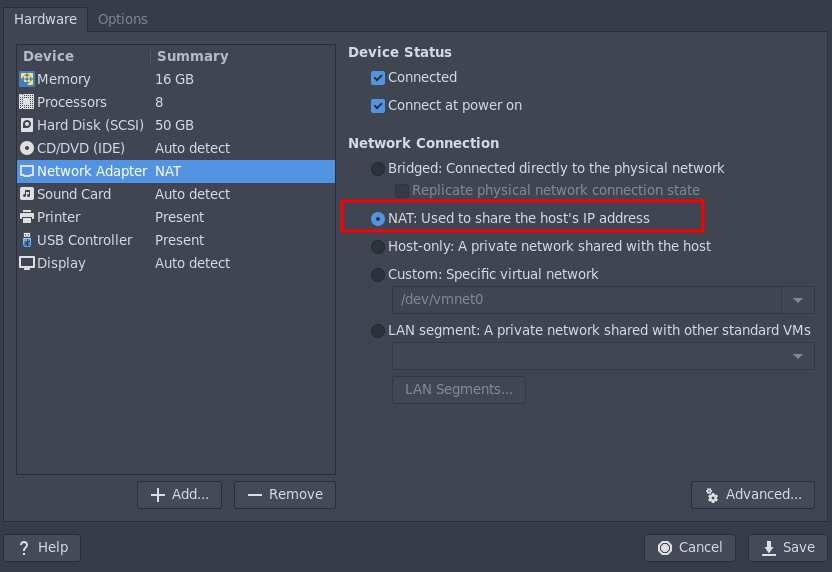 Hardware Options
Device Summary
Memory 16 GB
Processors 8
Hard Disk (SCSI) 50 GB
CD/DVD (IDE) Auto detect
Network Adapter NAT
Sound Card Auto detect
Printer Present
USB Controller Present
Display Auto detect
Add...
Remove
Device Status
Connected
Connect at power on
Network Connection
Bridged: Connected directly to the physical network
Replicate physical network connection state
NAT: Used to share the host's IP address
Host-only: A private network shared with the host
Custom: Specific virtual network
/dev/vmnet0
LAN segment: A private network shared with other standard VMs
LAN Segments...
Advanced...
Help
Cancel
Save